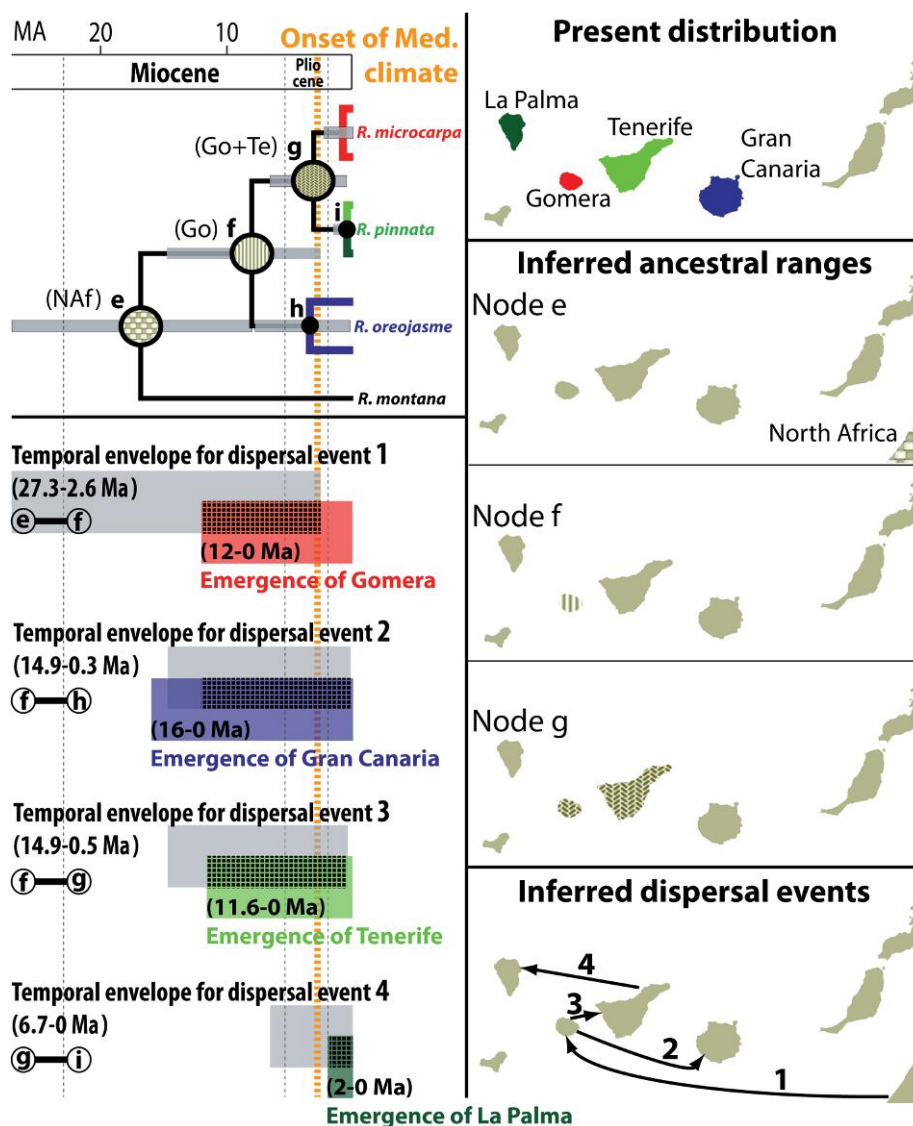 MA 20 10
Onset of Med.
climate
Miocene
Plio
cene
R. microcarpa
(Go+Te) g
i
R. pinnata
(Go) f
(NAf) e
h
R. oreojasme
R. montana
Temporal envelope for dispersal event 1
(27.3-2.6 Ma)
e f
(12-0 Ma)
Emergence of Gomera
Temporal envelope for dispersal event 2
(14.9-0.3 Ma)
f h
(16-0 Ma)
Emergence of Gran Canaria
Temporal envelope for dispersal event 3
(14.9-0.5 Ma)
f g
(11.6-0 Ma)
Emergence of Tenerife
Temporal envelope for dispersal event 4
(6.7-0 Ma)
g i
(2-0 Ma)
Emergence of La Palma
Present distribution
La Palma
Tenerife
Gran
Canaria
Gomera
Inferred ancestral ranges
Node e
North Africa
Node f
Node g
Inferred dispersal events
4
3
2
1